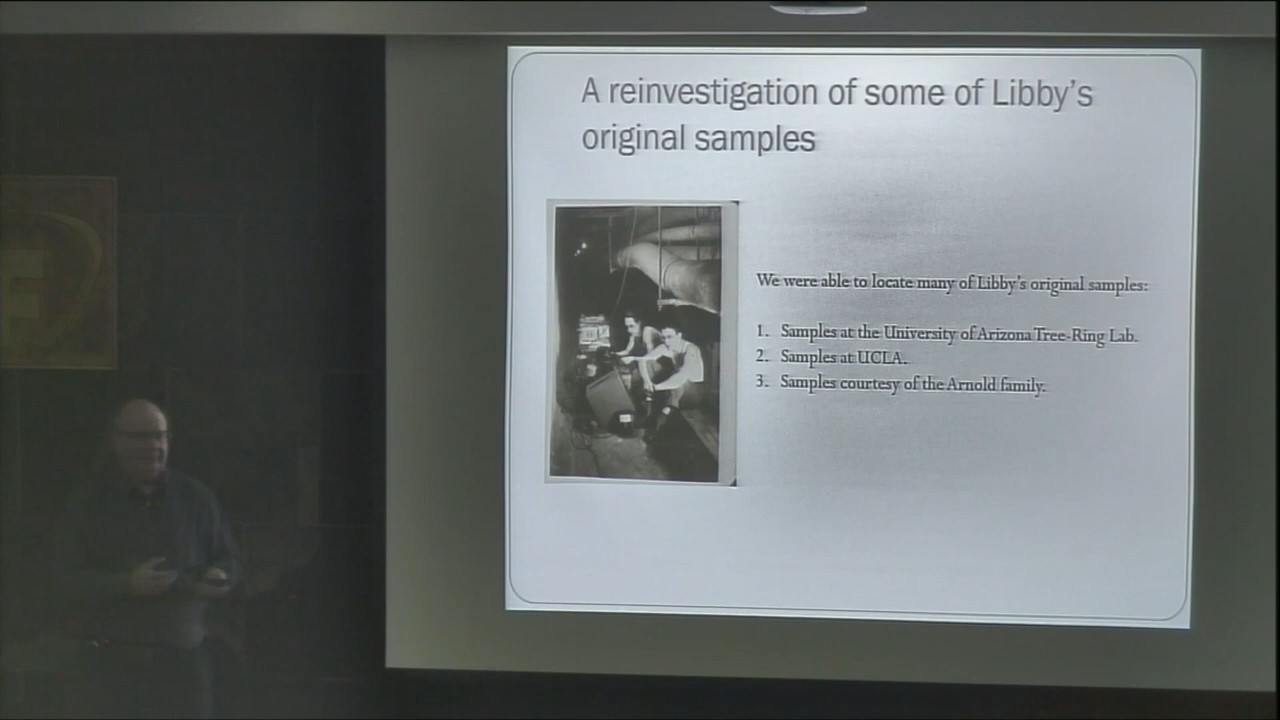 A reinvestigation of some of Libby's
original samples
We were able to locate many of Libby's original samples:
1. Samples at the University of Arizona Tree-Ring Lab.
2. Samples at UCLA.
3. Samples courtesy of the Arnold family.